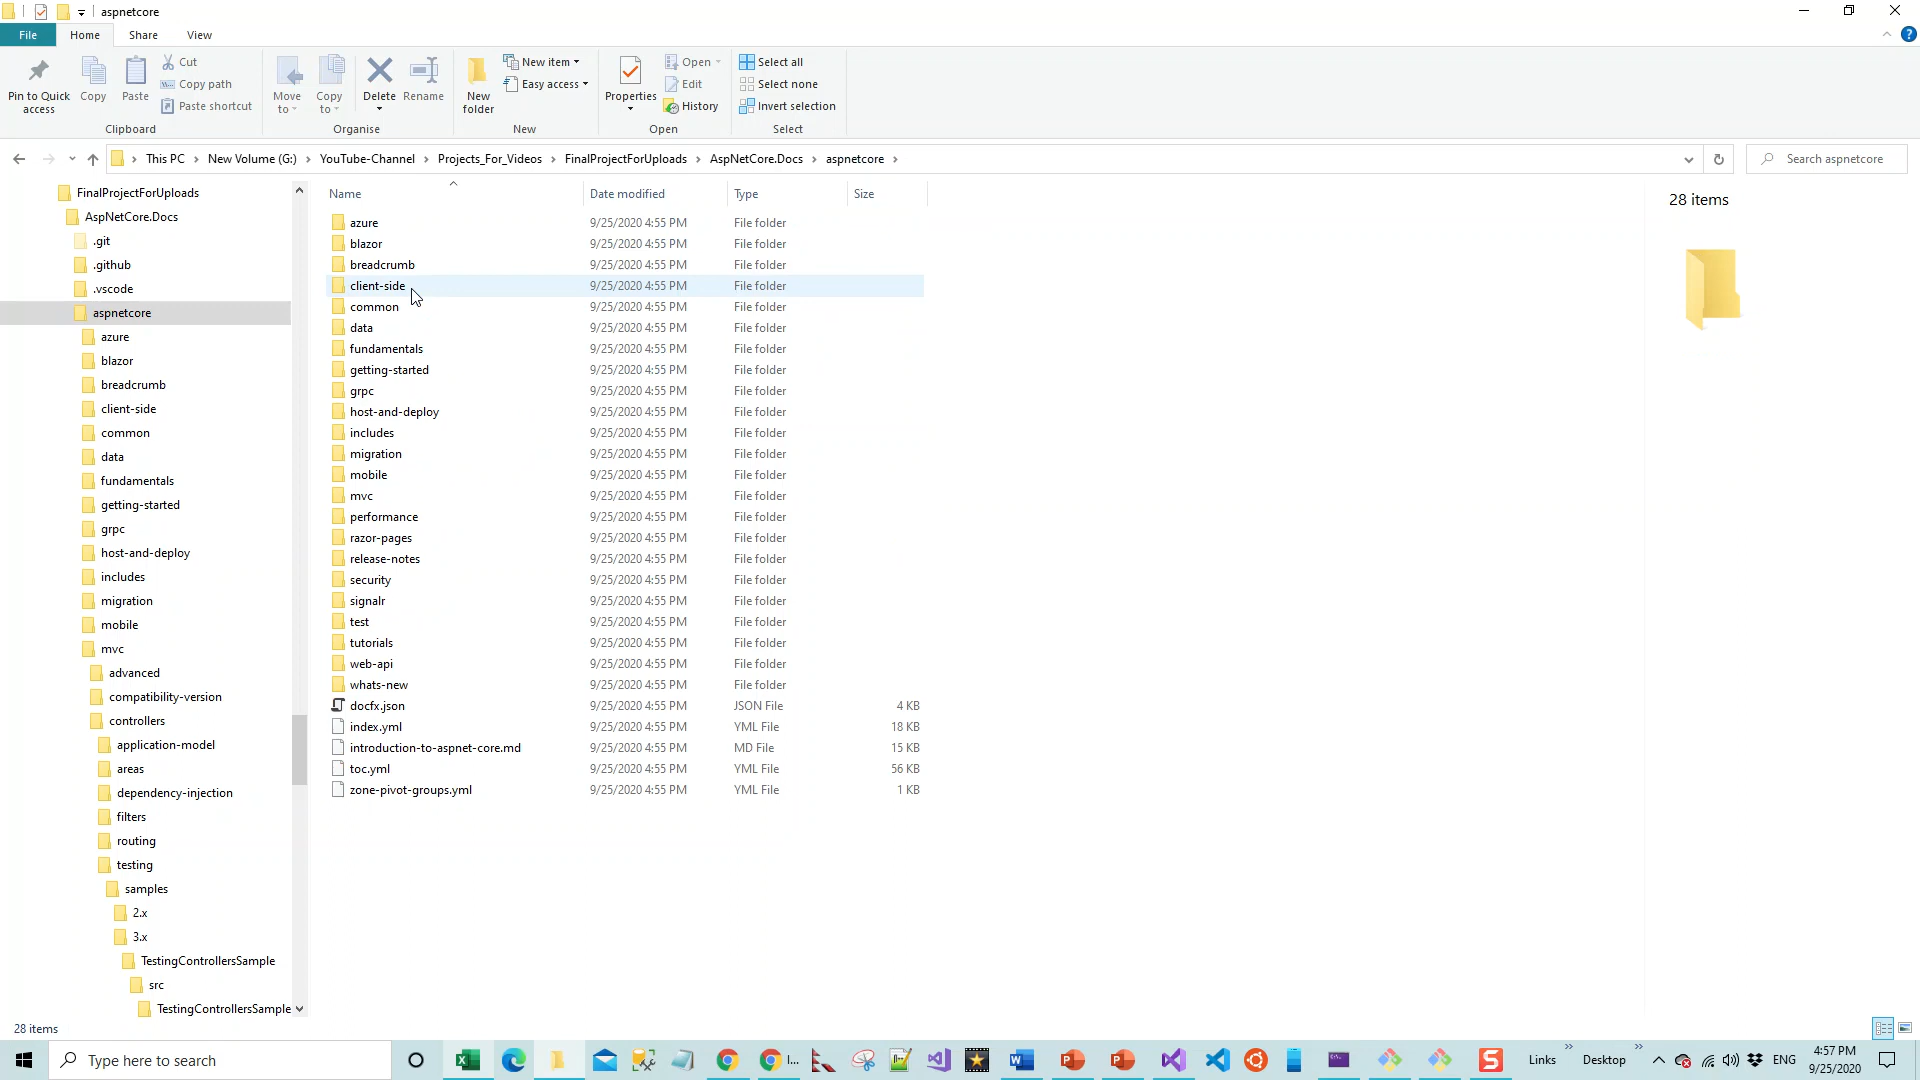 aspnetcore
File Home Share View
Pin to Quick access
Copy
Paste
Cut
Copy path
Paste shortcut
Clipboard
Move to
Copy to
Delete
Rename
Organise
New folder
New item
Easy access
New
Properties
Open
Edit
History
Open
Select all
Select none
Invert selection
Select
This PC › New Volume (G:) › YouTube-Channel › Projects_For_Videos › FinalProjectForUploads › AspNetCore.Docs › aspnetcore ›
Search aspnetcore
FinalProjectForUploads
AspNetCore.Docs
.git
.github
.vscode
aspnetcore
azure
blazor
breadcrumb
client-side
common
data
fundamentals
getting-started
grpc
host-and-deploy
includes
migration
mobile
mvc
advanced
compatibility-version
controllers
application-model
areas
dependency-injection
filters
routing
testing
samples
2.x
3.x
TestingControllersSample
src
TestingControllersSample
Name Date modified Type Size
azure 9/25/2020 4:55 PM File folder
blazor 9/25/2020 4:55 PM File folder
breadcrumb 9/25/2020 4:55 PM File folder
client-side 9/25/2020 4:55 PM File folder
common 9/25/2020 4:55 PM File folder
data 9/25/2020 4:55 PM File folder
fundamentals 9/25/2020 4:55 PM File folder
getting-started 9/25/2020 4:55 PM File folder
grpc 9/25/2020 4:55 PM File folder
host-and-deploy 9/25/2020 4:55 PM File folder
includes 9/25/2020 4:55 PM File folder
migration 9/25/2020 4:55 PM File folder
mobile 9/25/2020 4:55 PM File folder
mvc 9/25/2020 4:55 PM File folder
performance 9/25/2020 4:55 PM File folder
razor-pages 9/25/2020 4:55 PM File folder
release-notes 9/25/2020 4:55 PM File folder
security 9/25/2020 4:55 PM File folder
signalr 9/25/2020 4:55 PM File folder
test 9/25/2020 4:55 PM File folder
tutorials 9/25/2020 4:55 PM File folder
web-api 9/25/2020 4:55 PM File folder
whats-new 9/25/2020 4:55 PM File folder
docfx.json 9/25/2020 4:55 PM JSON File 4 KB
index.yml 9/25/2020 4:55 PM YML File 18 KB
introduction-to-aspnet-core.md 9/25/2020 4:55 PM MD File 15 KB
toc.yml 9/25/2020 4:55 PM YML File 56 KB
zone-pivot-groups.yml 9/25/2020 4:55 PM YML File 1 KB
28 items
28 items
Type here to search
I...
Links » Desktop »
ENG
4:57 PM
9/25/2020